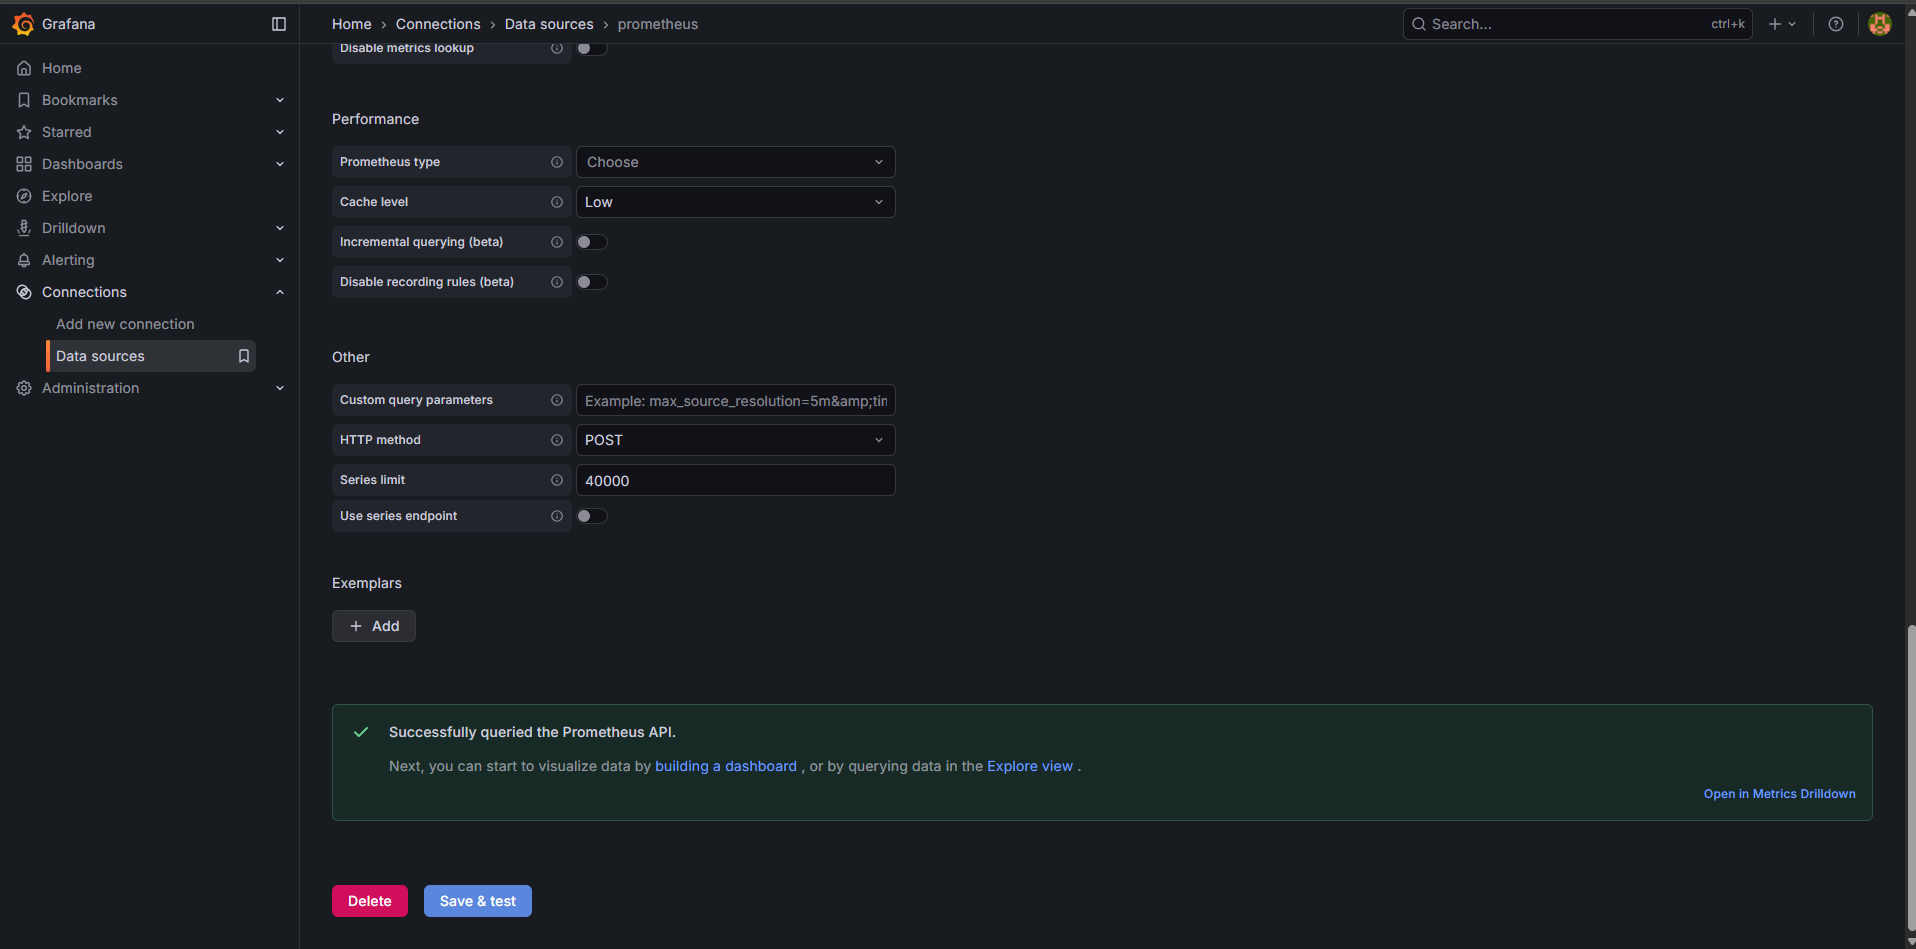 Grafana
Home › Connections › Data sources › prometheus
Search...
ctrl+k
Home
Bookmarks
Starred
Dashboards
Explore
Drilldown
Alerting
Connections
Add new connection
Data sources
Administration
Disable metrics lookup
Performance
Prometheus type
Choose
Cache level
Low
Incremental querying (beta)
Disable recording rules (beta)
Other
Custom query parameters
Example: max_source_resolution=5m&amp;tin
HTTP method
POST
Series limit
40000
Use series endpoint
Exemplars
+ Add
Successfully queried the Prometheus API.
Next, you can start to visualize data by building a dashboard , or by querying data in the Explore view .
Open in Metrics Drilldown
Delete
Save & test